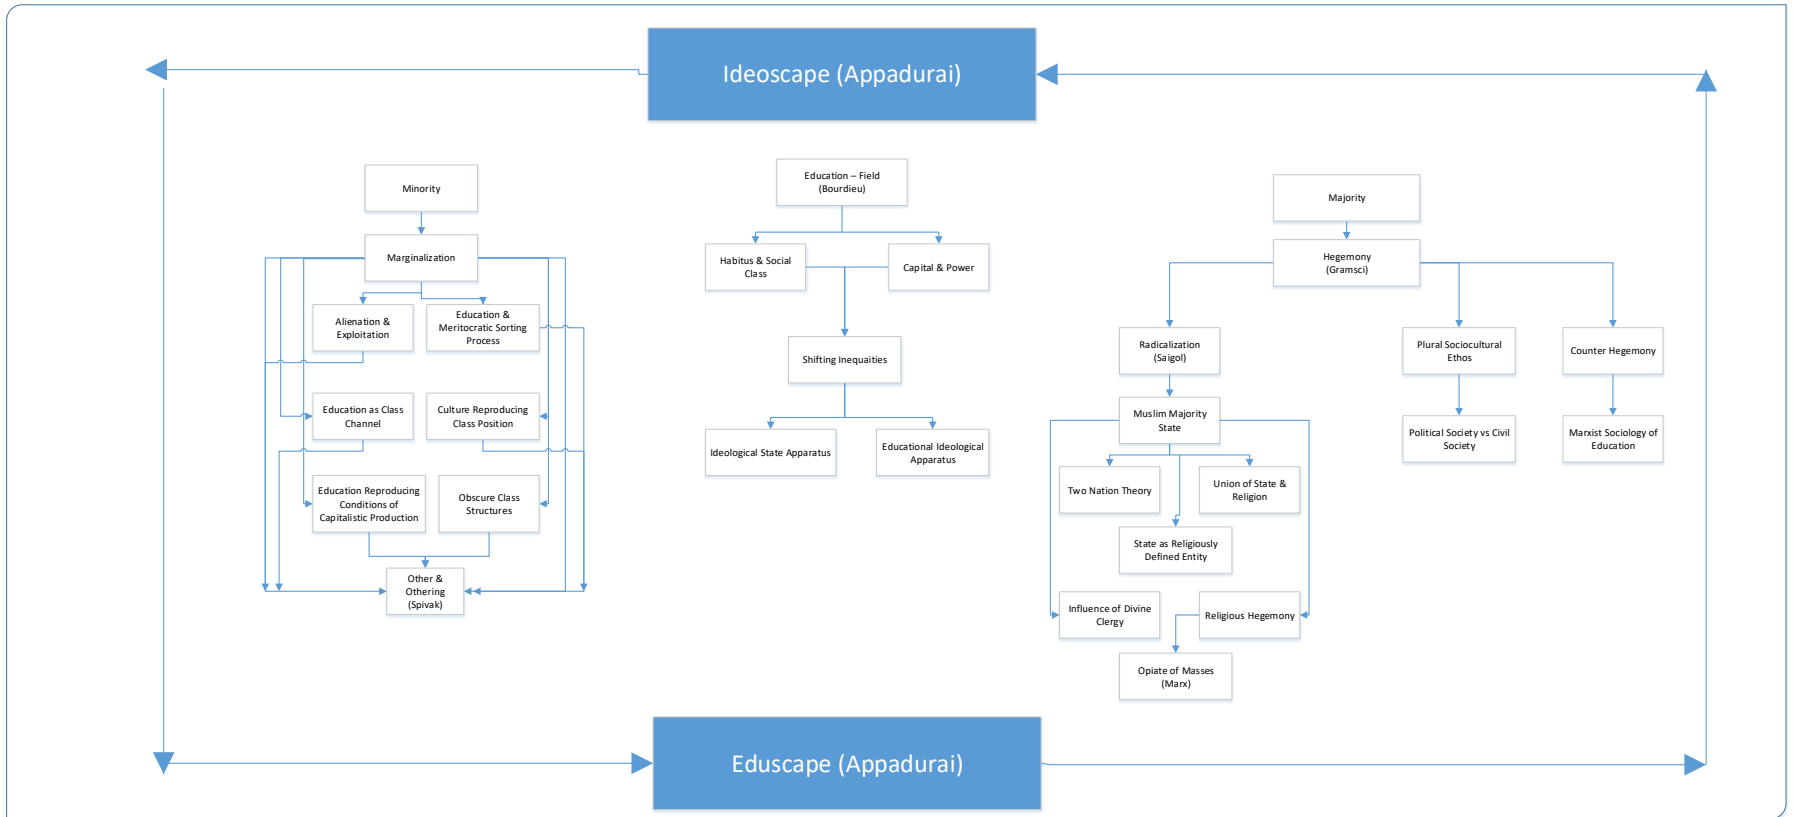 Ideoscape (Appadurai)
Minority
Marginalization
Alienation &
Exploitation
Education &
Meritocratic Sorting
Process
Education as Class
Channel
Culture Reproducing
Class Position
Education Reproducing
Conditions of
Capitalistic Production
Obscure Class
Structures
Other &
Othering
(Spivak)
Education – Field
(Bourdieu)
Habitus & Social
Class
Capital & Power
Shifting Inequaities
Ideological State Apparatus
Educational Ideological
Apparatus
Majority
Hegemony
(Gramsci)
Radicalization
(Saigol)
Plural Sociocultural
Ethos
Counter Hegemony
Muslim Majority
State
Political Society vs Civil
Society
Marxist Sociology of
Education
Two Nation Theory
Union of State &
Religion
State as Religiously
Defined Entity
Influence of Divine
Clergy
Religious Hegemony
Opiate of Masses
(Marx)
Eduscape (Appadurai)